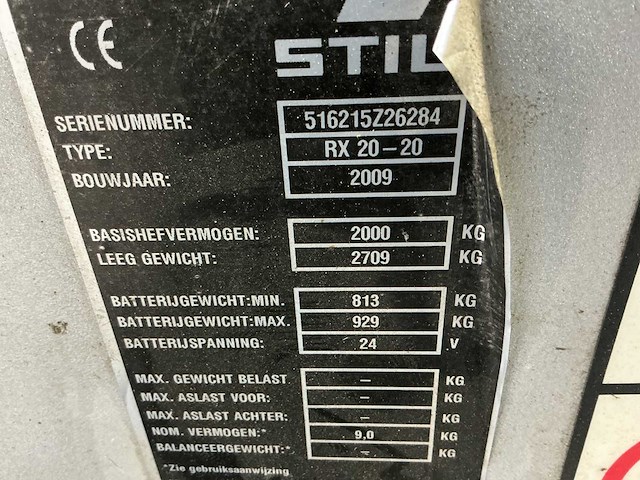 CE
STIL
SERIENUMMER: 516215Z26284
TYPE: RX 20-20
BOUWJAAR: 2009
BASISHEFVERMOGEN: 2000 KG
LEEG GEWICHT: 2709 KG
BATTERIJGEWICHT:MIN. 813 KG
BATTERIJGEWICHT:MAX. 929 KG
BATTERIJSPANNING: 24 V
MAX. GEWICHT BELAST - KG
MAX. ASLAST VOOR: - KG
MAX. ASLAST ACHTER: - KG
NOM. VERMOGEN:* 9,0 KG
BALANCEERGEWICHT:*. - KG
*Zie gebruiksaanwijzing